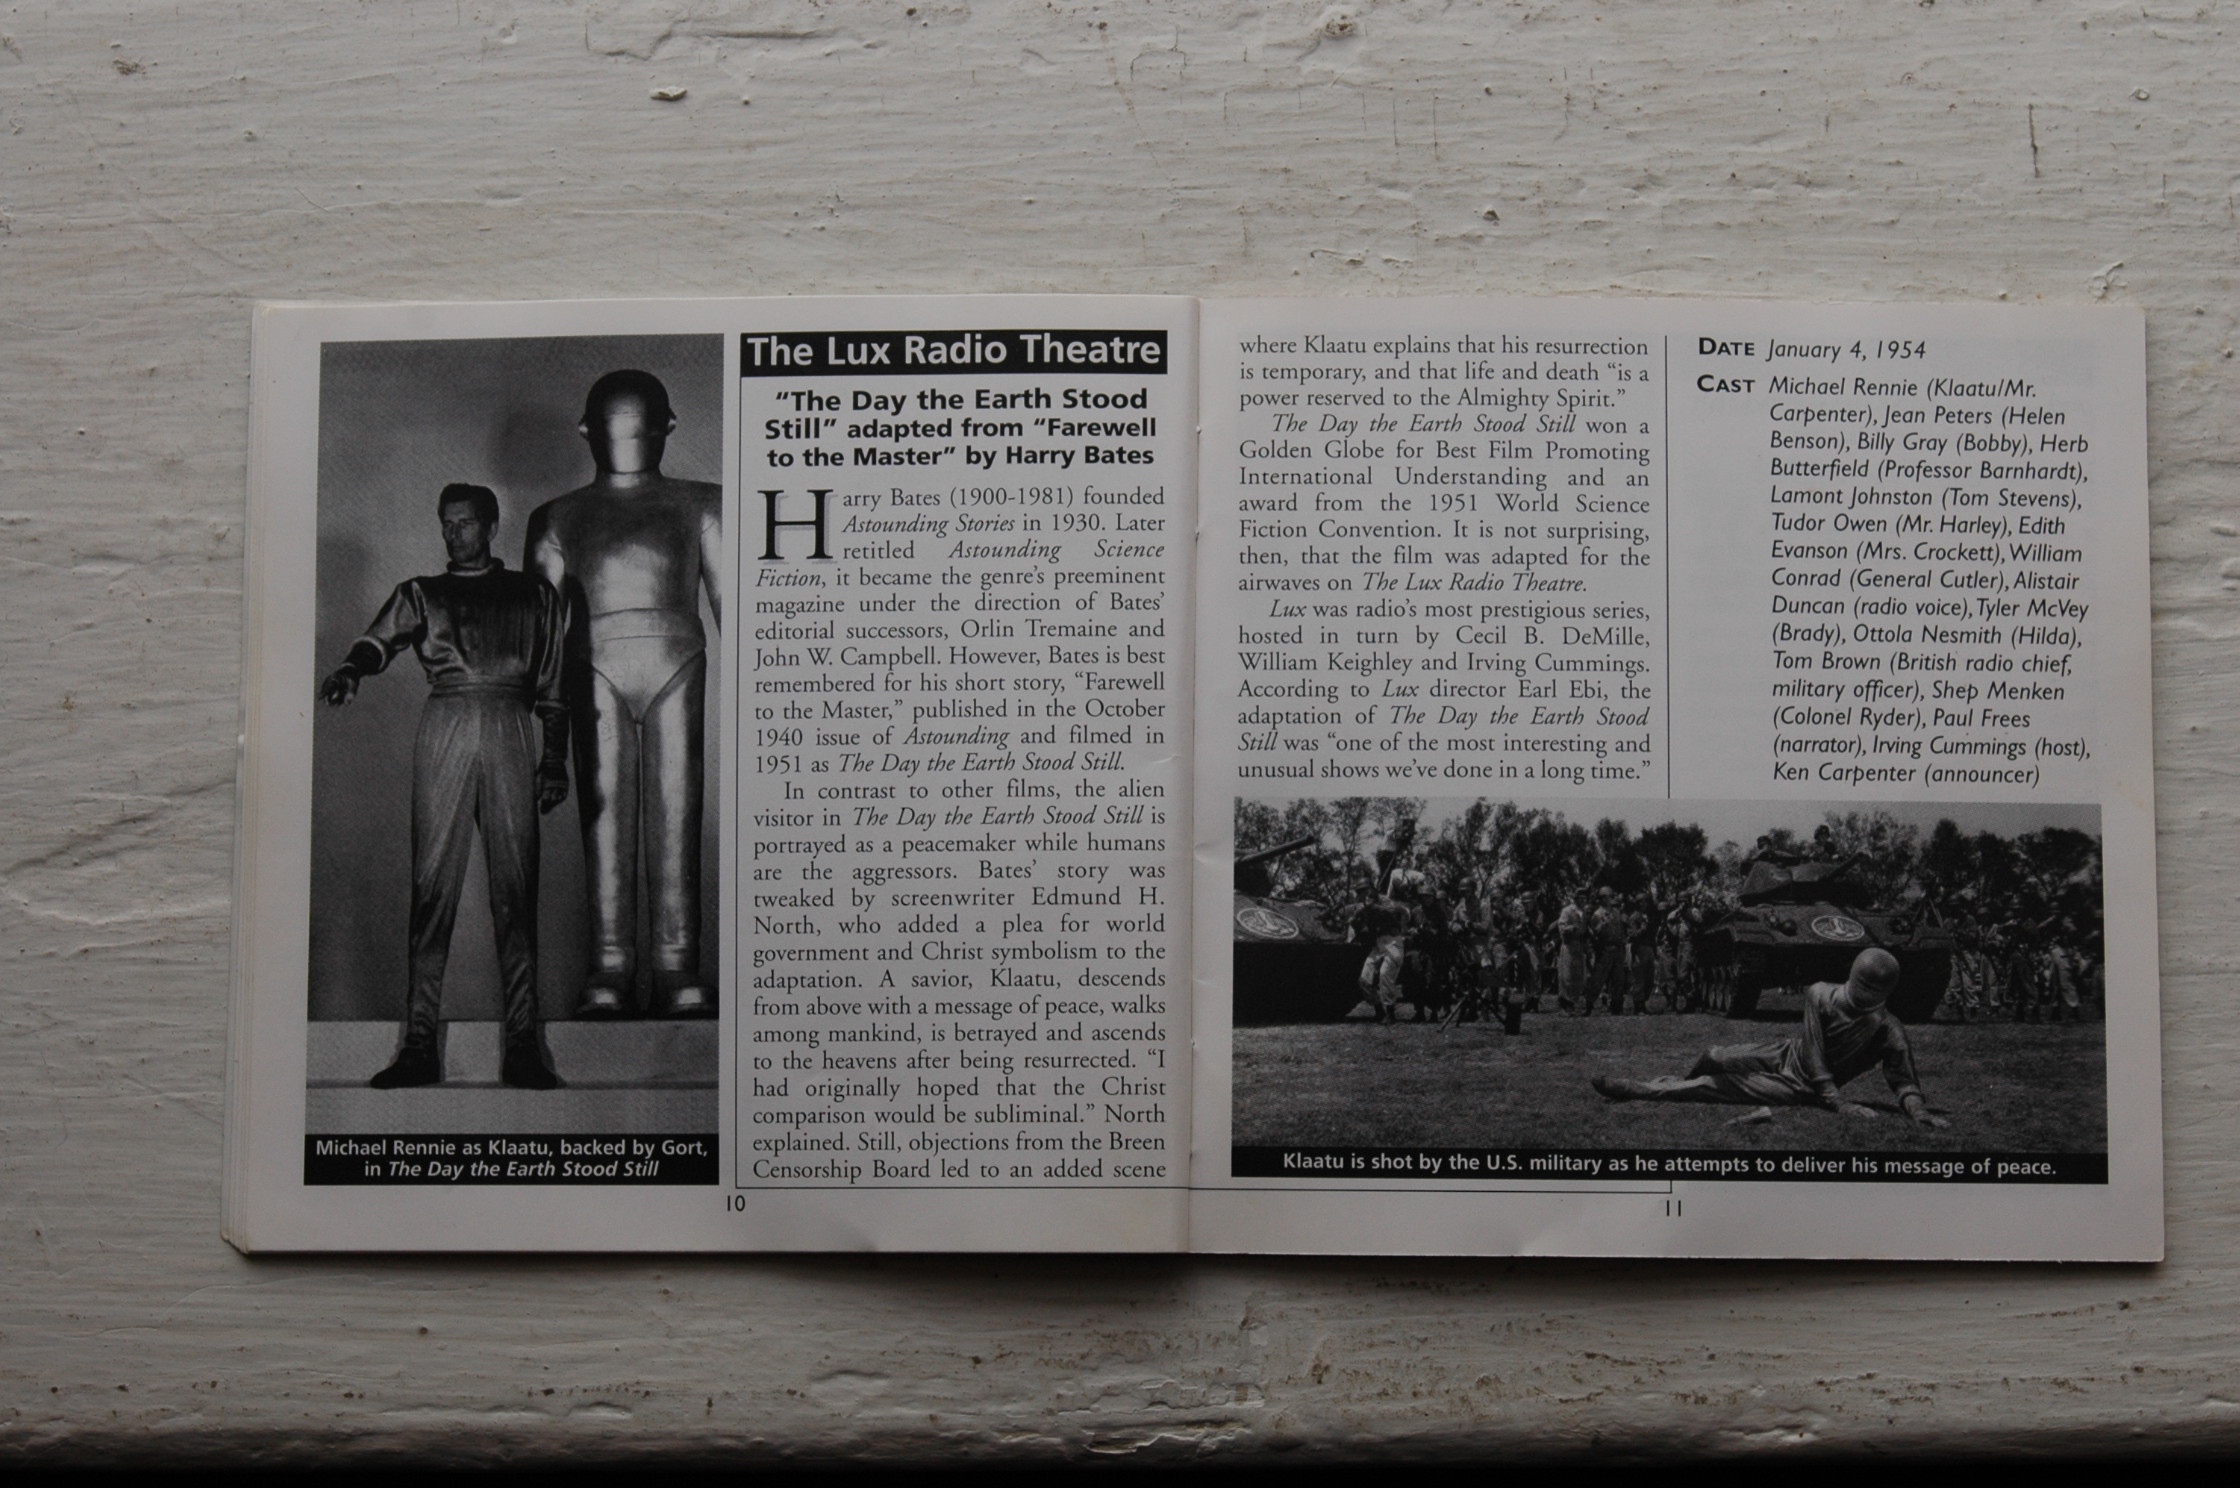 Michael Rennie as Klaatu, backed by Gort,
in The Day the Earth Stood Still
The Lux Radio Theatre
"The Day the Earth Stood
Still" adapted from "Farewell
to the Master" by Harry Bates
Harry Bates (1900-1981) founded
Astounding Stories in 1930. Later
retitled Astounding Science
Fiction, it became the genre's preeminent
magazine under the direction of Bates'
editorial successors, Orlin Tremaine and
John W. Campbell. However, Bates is best
remembered for his short story, "Farewell
to the Master," published in the October
1940 issue of Astounding and filmed in
1951 as The Day the Earth Stood Still.
In contrast to other films, the alien
visitor in The Day the Earth Stood Still is
portrayed as a peacemaker while humans
are the aggressors. Bates' story was
tweaked by screenwriter Edmund H.
North, who added a plea for world
government and Christ symbolism to the
adaptation. A savior, Klaatu, descends
from above with a message of peace, walks
among mankind, is betrayed and ascends
to the heavens after being resurrected. "I
had originally hoped that the Christ
comparison would be subliminal." North
explained. Still, objections from the Breen
Censorship Board led to an added scene
10
where Klaatu explains that his resurrection
is temporary, and that life and death "is a
power reserved to the Almighty Spirit."
The Day the Earth Stood Still won a
Golden Globe for Best Film Promoting
International Understanding and an
award from the 1951 World Science
Fiction Convention. It is not surprising,
then, that the film was adapted for the
airwaves on The Lux Radio Theatre.
Lux was radio's most prestigious series,
hosted in turn by Cecil B. DeMille,
William Keighley and Irving Cummings.
According to Lux director Earl Ebi, the
adaptation of The Day the Earth Stood
Still was "one of the most interesting and
unusual shows we've done in a long time."
DATE January 4, 1954
CAST Michael Rennie (Klaatu/Mr.
Carpenter), Jean Peters (Helen
Benson), Billy Gray (Bobby), Herb
Butterfield (Professor Barnhardt),
Lamont Johnston (Tom Stevens),
Tudor Owen (Mr. Harley), Edith
Evanson (Mrs. Crockett), William
Conrad (General Cutler), Alistair
Duncan (radio voice), Tyler McVey
(Brady), Ottola Nesmith (Hilda),
Tom Brown (British radio chief,
military officer), Shep Menken
(Colonel Ryder), Paul Frees
(narrator), Irving Cummings (host),
Ken Carpenter (announcer)
Klaatu is shot by the U.S. military as he attempts to deliver his message of peace.
11